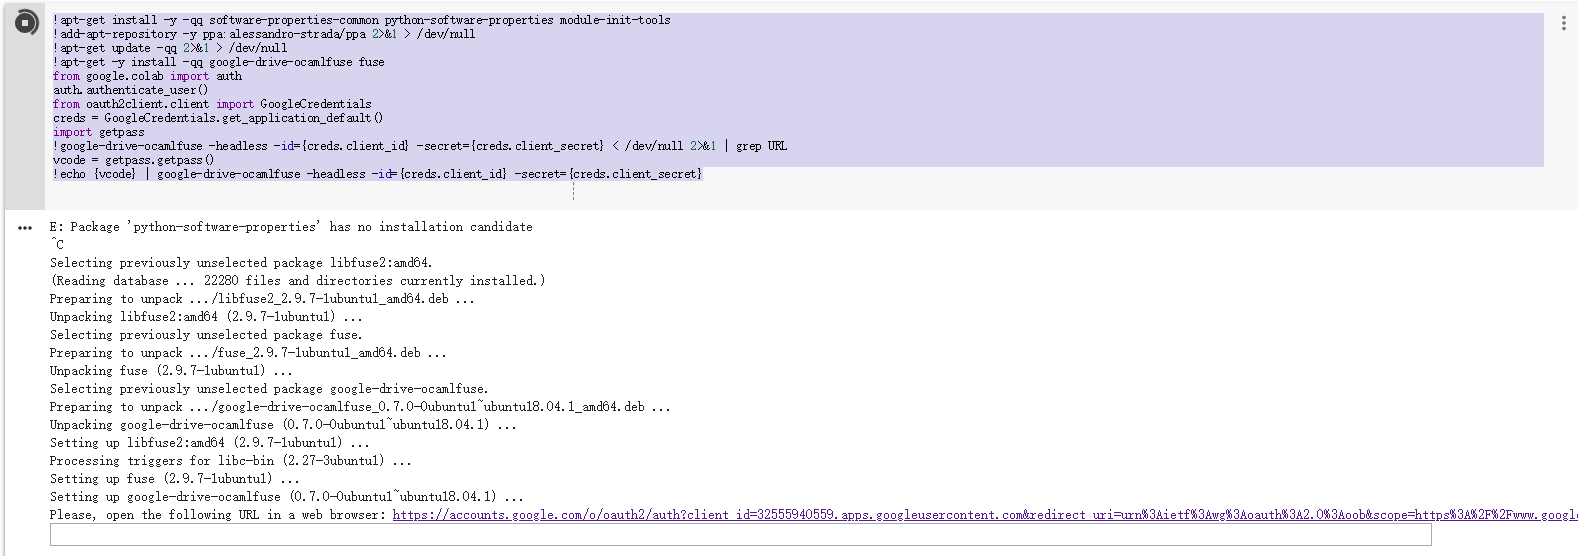 !apt-get install -y -qq software-properties-common python-software-properties module-init-tools
!add-apt-repository -y ppa:alessandro-strada/ppa 2>&1 > /dev/null
!apt-get update -qq 2>&1 > /dev/null
!apt-get -y install -qq google-drive-ocamlfuse fuse
from google.colab import auth
auth.authenticate_user()
from oauth2client.client import GoogleCredentials
creds = GoogleCredentials.get_application_default()
import getpass
!google-drive-ocamlfuse -headless -id={creds.client_id} -secret={creds.client_secret} < /dev/null 2>&1 | grep URL
vcode = getpass.getpass()
!echo {vcode} | google-drive-ocamlfuse -headless -id={creds.client_id} -secret={creds.client_secret}
E: Package 'python-software-properties' has no installation candidate
^C
Selecting previously unselected package libfuse2:amd64.
(Reading database ... 22280 files and directories currently installed.)
Preparing to unpack .../libfuse2_2.9.7-1ubuntu1_amd64.deb ...
Unpacking libfuse2:amd64 (2.9.7-1ubuntu1) ...
Selecting previously unselected package fuse.
Preparing to unpack .../fuse_2.9.7-1ubuntu1_amd64.deb ...
Unpacking fuse (2.9.7-1ubuntu1) ...
Selecting previously unselected package google-drive-ocamlfuse.
Preparing to unpack .../google-drive-ocamlfuse_0.7.0-0ubuntu1~ubuntu18.04.1_amd64.deb ...
Unpacking google-drive-ocamlfuse (0.7.0-0ubuntu1~ubuntu18.04.1) ...
Setting up libfuse2:amd64 (2.9.7-1ubuntu1) ...
Processing triggers for libc-bin (2.27-3ubuntu1) ...
Setting up fuse (2.9.7-1ubuntu1) ...
Setting up google-drive-ocamlfuse (0.7.0-0ubuntu1~ubuntu18.04.1) ...
Please, open the following URL in a web browser: https://accounts.google.com/o/oauth2/auth?client_id=32555940559.apps.googleusercontent.com&redirect_uri=urn%3Aietf%3Awg%3Aoauth%3A2.0%3Aoob&scope=https%3A%2F%2Fwww.googl